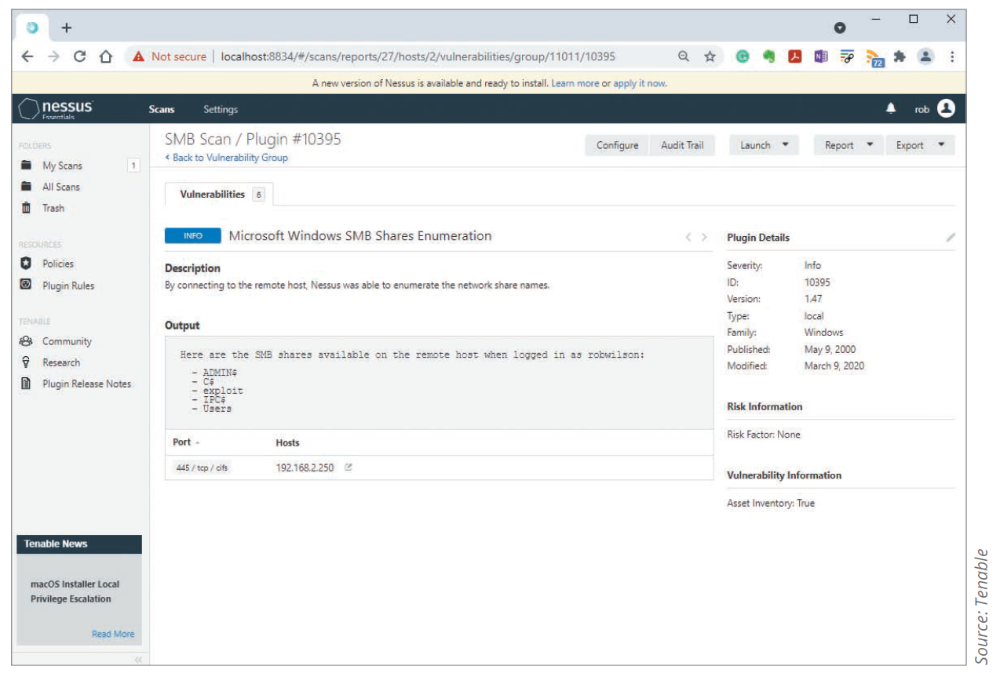 Not secure | localhost:8834/#/scans/reports/27/hosts/2/vulnerabilities/group/11011/10395
72
A new version of Nessus is available and ready to install. Learn more or apply it now.
nessus
Essentials
Scans
Settings
rob
FOLDERS
My Scans 1
All Scans
Trash
RESOURCES
Policies
Plugin Rules
TENABLE
Community
Research
Plugin Release Notes
Tenable News
macOS Installer Local
Privilege Escalation
Read More
SMB Scan / Plugin #10395
< Back to Vulnerability Group
Configure
Audit Trail
Launch
Report
Export
Vulnerabilities 6
INFO
Microsoft Windows SMB Shares Enumeration
Description
By connecting to the remote host, Nessus was able to enumerate the network share names.
Output
Here are the SMB shares available on the remote host when logged in as robwilson:
- ADMIN$
- C$
- exploit
- IPC$
- Users
Port
Hosts
445 / tcp / cifs
192.168.2.250
Plugin Details
Severity: Info
ID: 10395
Version: 1.47
Type: local
Family: Windows
Published: May 9, 2000
Modified: March 9, 2020
Risk Information
Risk Factor: None
Vulnerability Information
Asset Inventory: True
Source: Tenable